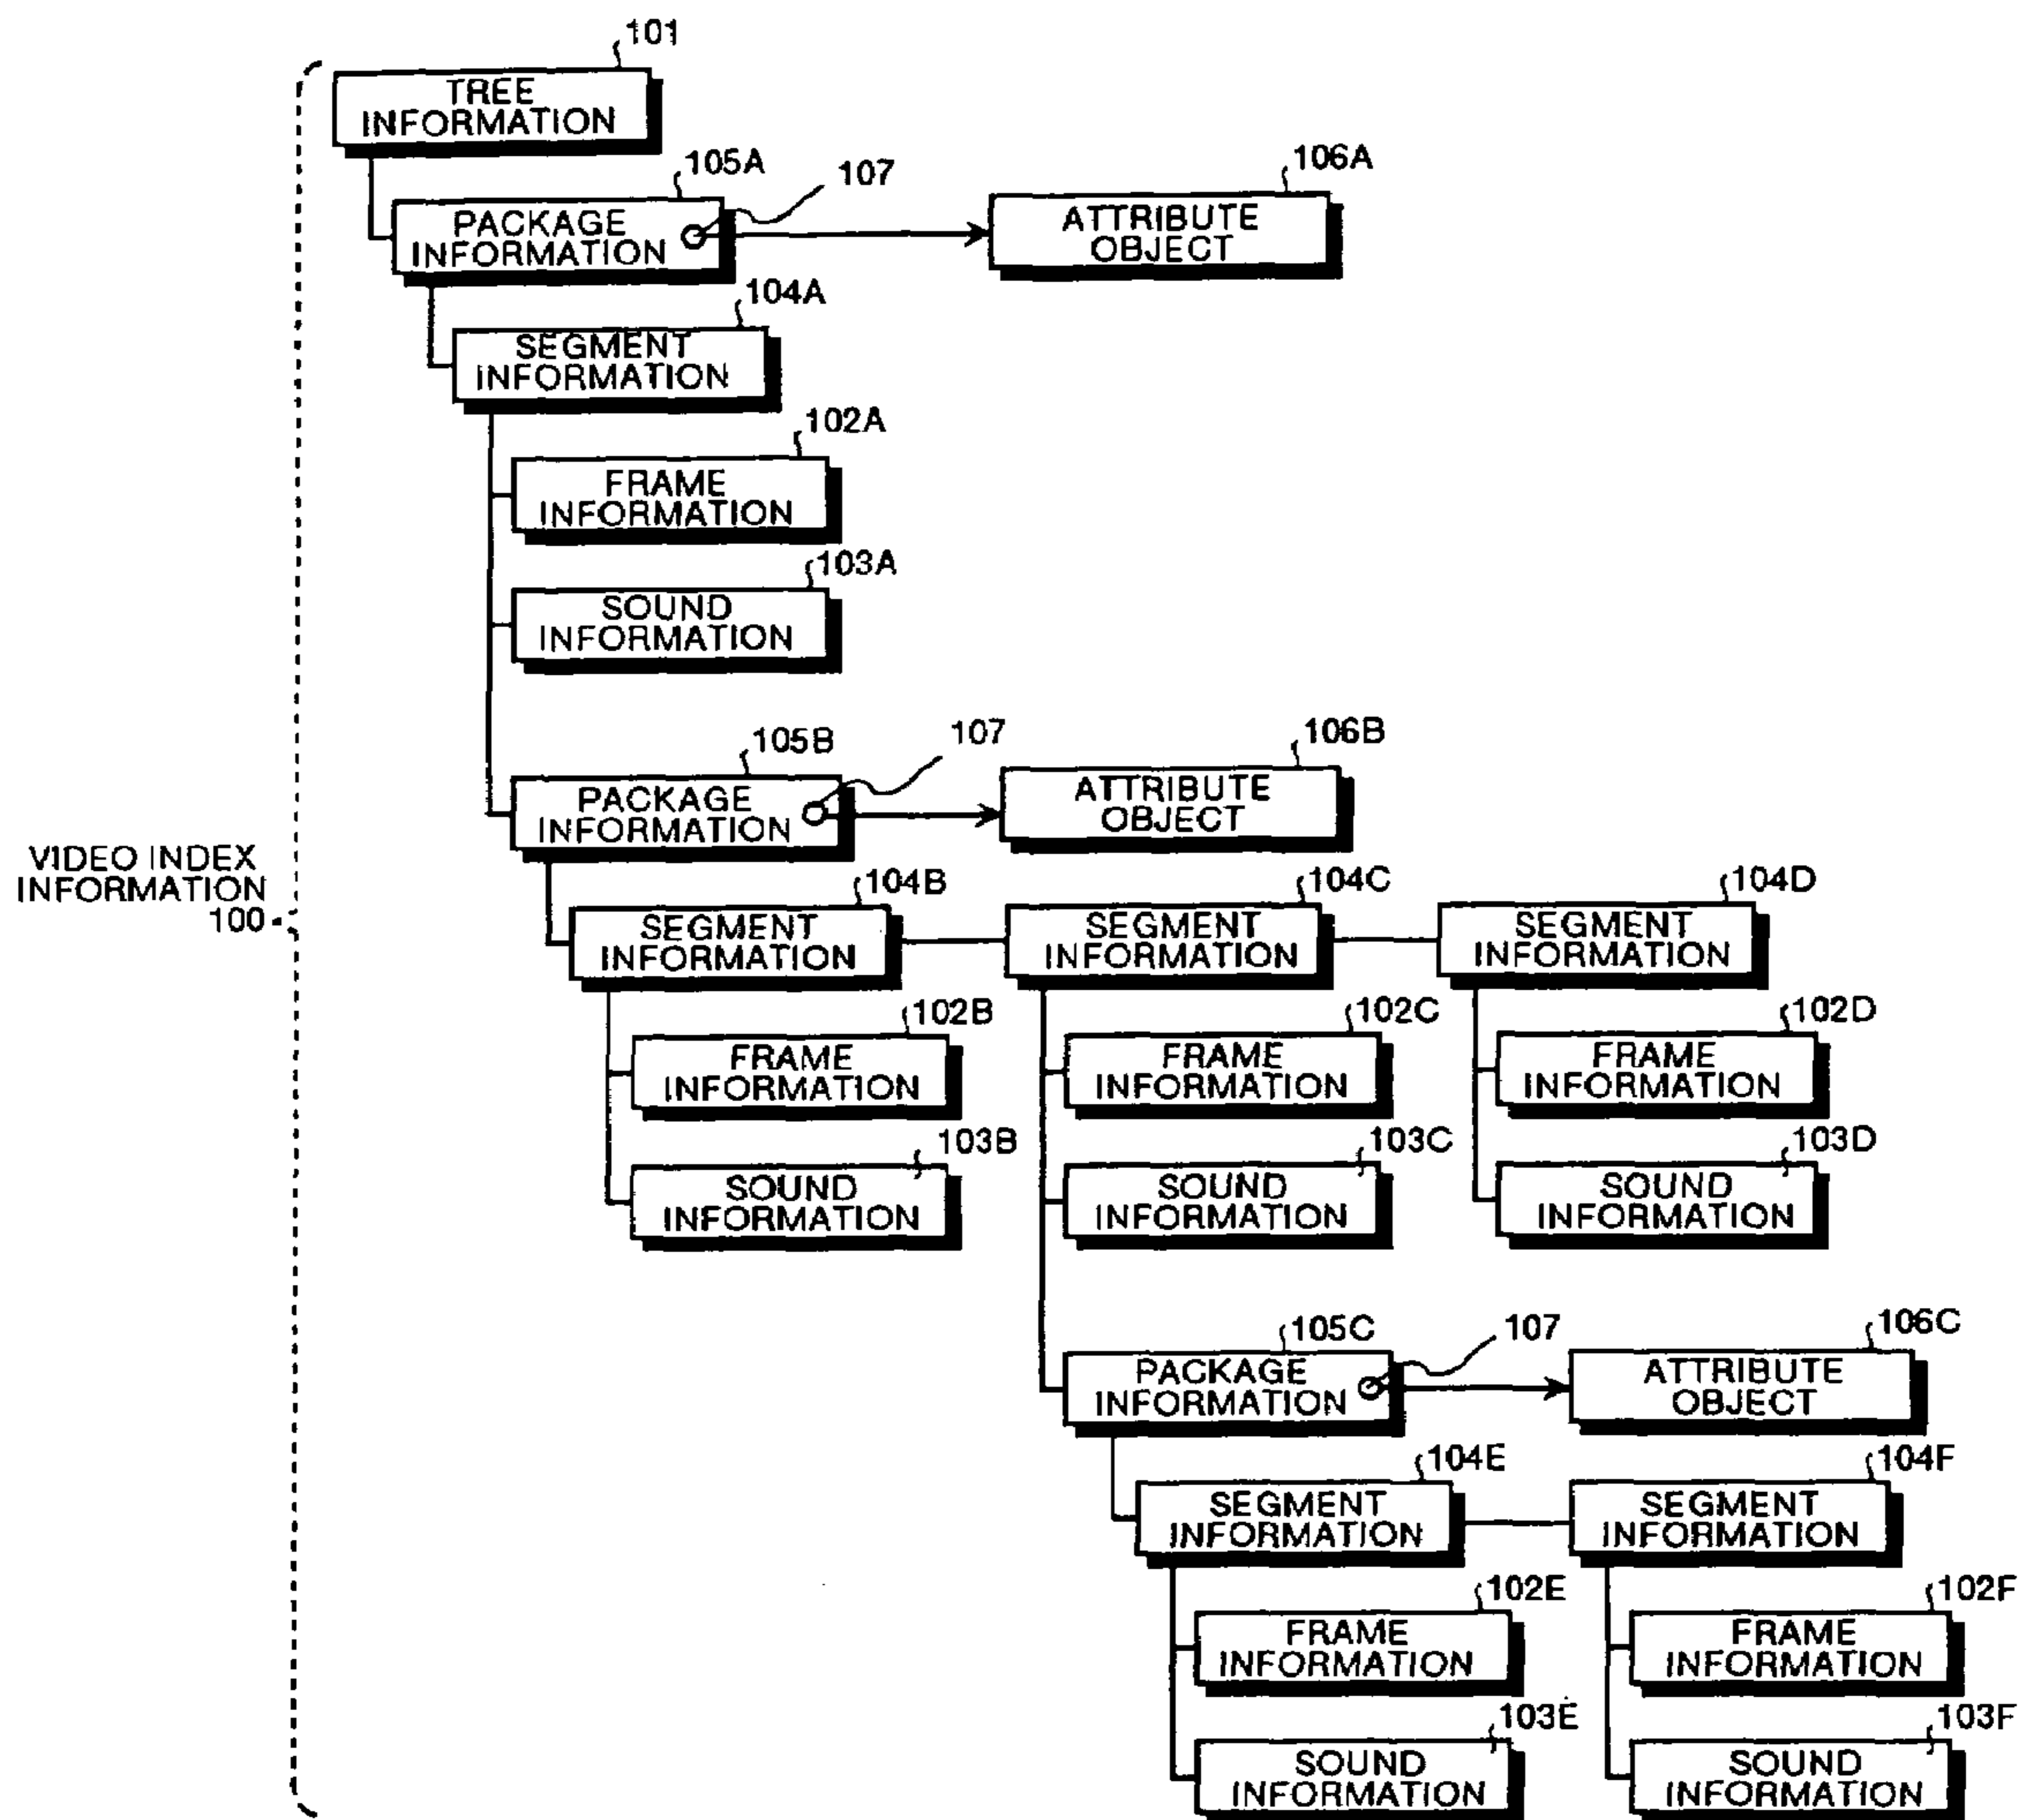 101
TREE
INFORMATION
105A
107
106A
PACKAGE
INFORMATION
ATTRIBUTE
OBJECT
104A
SEGMENT
INFORMATION
102A
FRAME
INFORMATION
103A
SOUND
INFORMATION
105B
107
106B
PACKAGE
INFORMATION
ATTRIBUTE
OBJECT
VIDEO INDEX
INFORMATION
100
104B
104C
104D
SEGMENT
INFORMATION
SEGMENT
INFORMATION
SEGMENT
INFORMATION
102B
102C
102D
FRAME
INFORMATION
FRAME
INFORMATION
FRAME
INFORMATION
103B
103C
103D
SOUND
INFORMATION
SOUND
INFORMATION
SOUND
INFORMATION
105C
107
106C
PACKAGE
INFORMATION
ATTRIBUTE
OBJECT
104E
104F
SEGMENT
INFORMATION
SEGMENT
INFORMATION
102E
102F
FRAME
INFORMATION
FRAME
INFORMATION
103E
103F
SOUND
INFORMATION
SOUND
INFORMATION